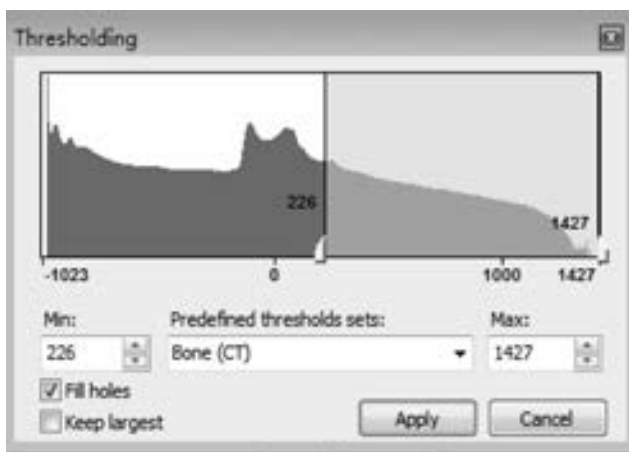 Thresholding
226
1427
-1023 0 1000 1427
Min: Predefined thresholds sets: Max:
226 Bone (CT) 1427
Fill holes
Keep largest Apply Cancel